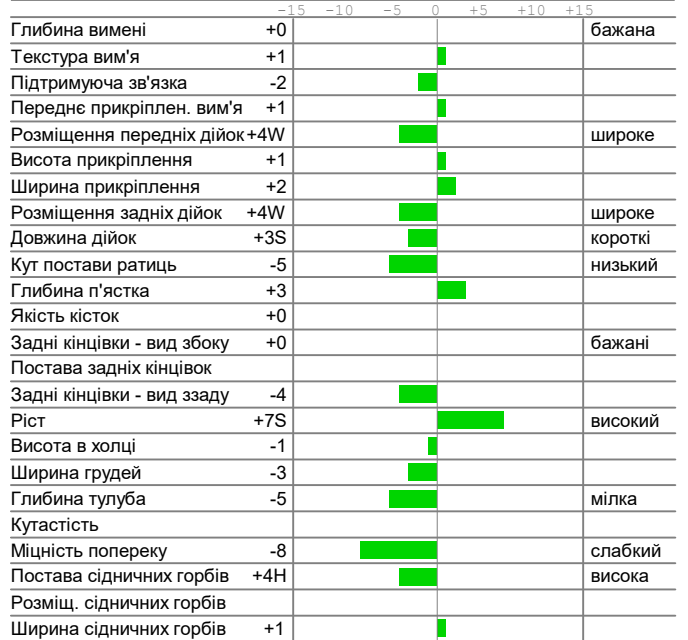 -15 -10 -5 0 +5 +10 +15
Глибина вимені +0 бажана
Текстура вим'я +1
Підтримуюча зв'язка -2
Переднє прикріплен. вим'я +1
Розміщення передніх дійок +4W широке
Висота прикріплення +1
Ширина прикріплення +2
Розміщення задніх дійок +4W широке
Довжина дійок +3S короткі
Кут постави ратиць -5 низький
Глибина п'ястка +3
Якість кісток +0
Задні кінцівки - вид збоку +0 бажані
Постава задніх кінцівок
Задні кінцівки - вид ззаду -4
Ріст +7S високий
Висота в холці -1
Ширина грудей -3
Глибина тулуба -5 мілка
Кутастість
Міцність попереку -8 слабкий
Постава сідничних горбів +4H висока
Розміщ. сідничних горбів
Ширина сідничних горбів +1